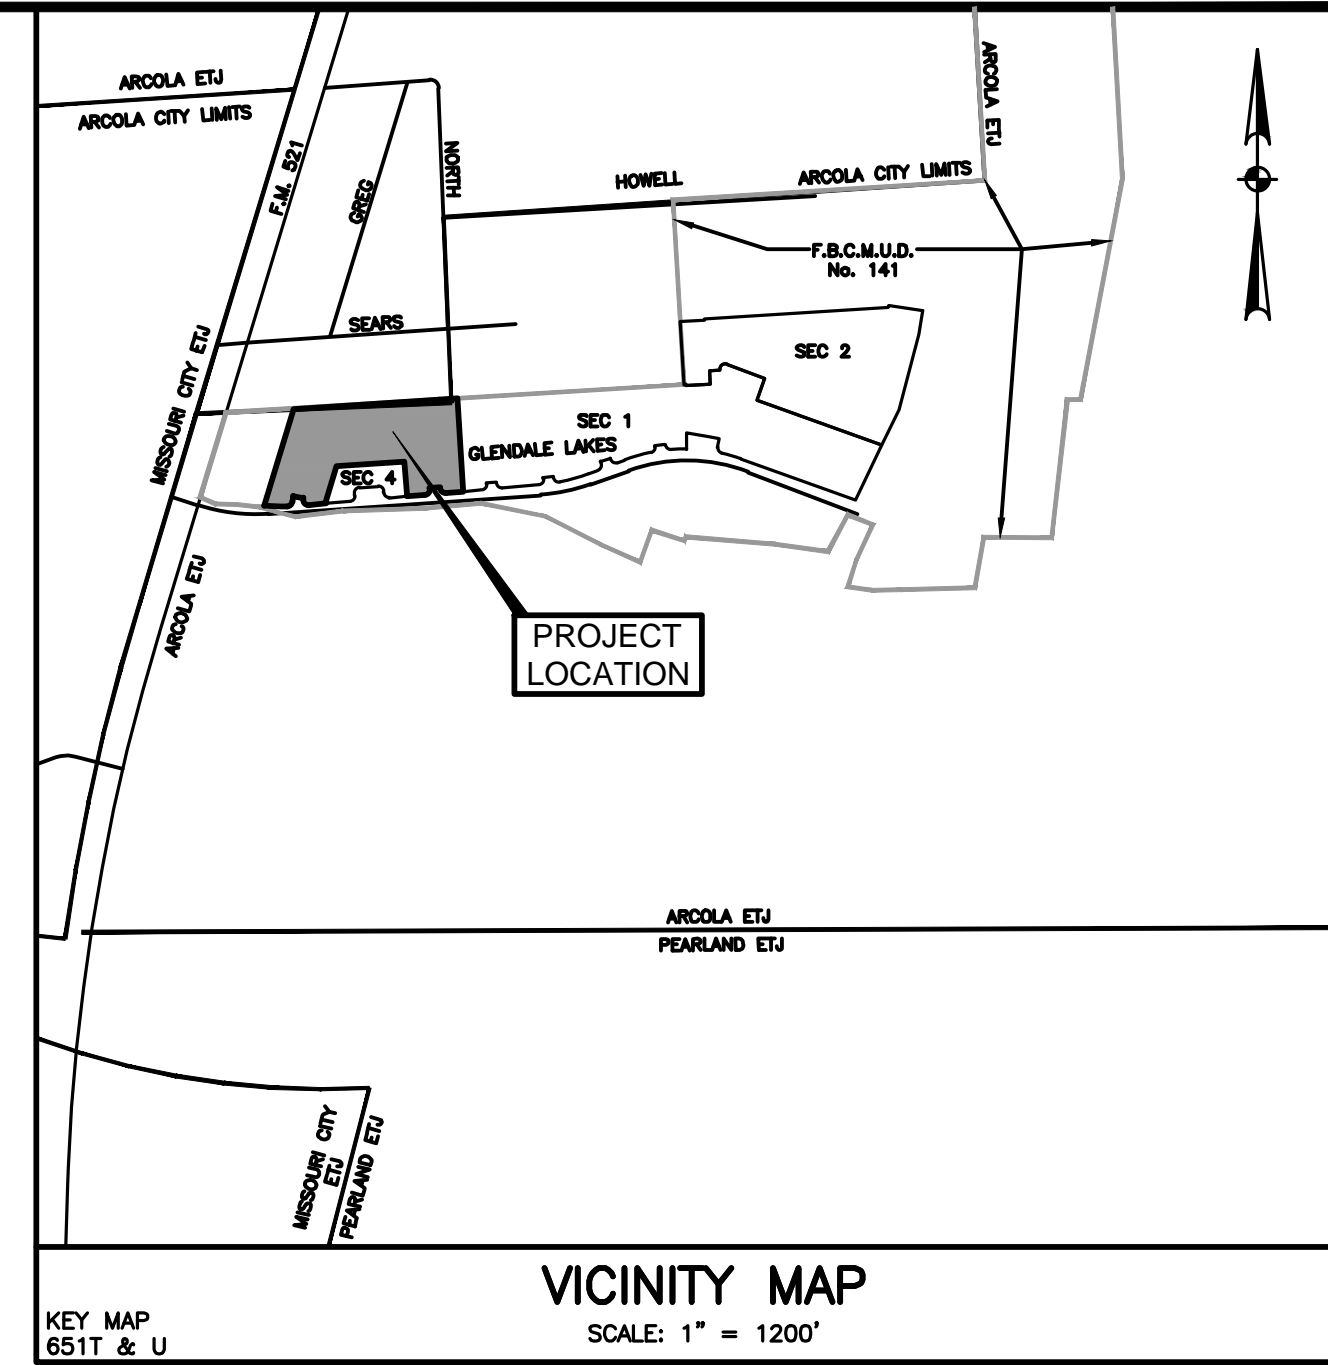 ARCOLA ETJ
ARCOLA CITY LIMITS
F.M. 521
GREG
NORTH
HOWELL
ARCOLA CITY LIMITS
ARCOLA ETJ
F.B.C.M.U.D.
No. 141
SEARS
SEC 2
MISSOURI CITY ETJ
SEC 1
GLENDALE LAKES
SEC 4
ARCOLA ETJ
PROJECT
LOCATION
ARCOLA ETJ
PEARLAND ETJ
MISSOURI CITY
ETJ
PEARLAND ETJ
VICINITY MAP
SCALE: 1" = 1200'
KEY MAP
651T & U